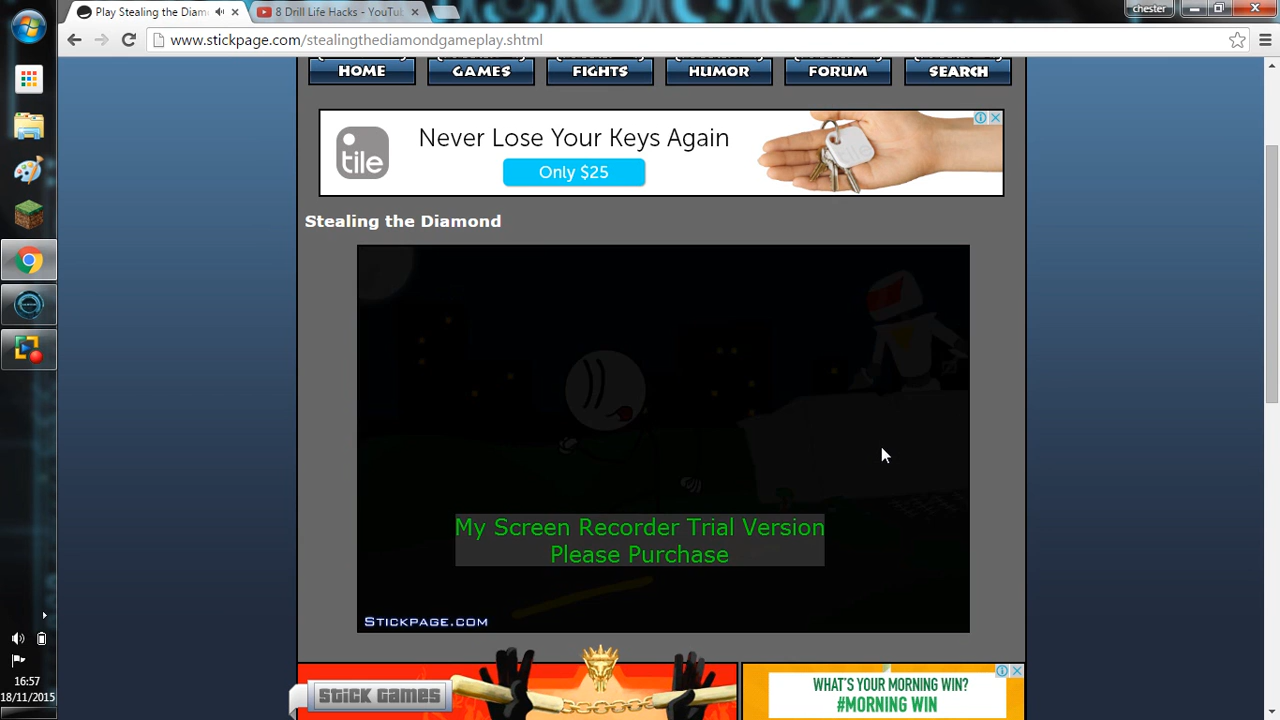 Play Stealing the Diam
8 Drill Life Hacks - YouTub
chester
www.stickpage.com/stealingthediamondgameplay.shtml
HOME
GAMES
FIGHTS
HUMOR
FORUM
SEARCH
tile
Never Lose Your Keys Again
Only $25
Stealing the Diamond
My Screen Recorder Trial Version
Please Purchase
STICKPAGE.COM
16:57
18/11/2015
STICK GAMES
WHAT'S YOUR MORNING WIN?
#MORNING WIN